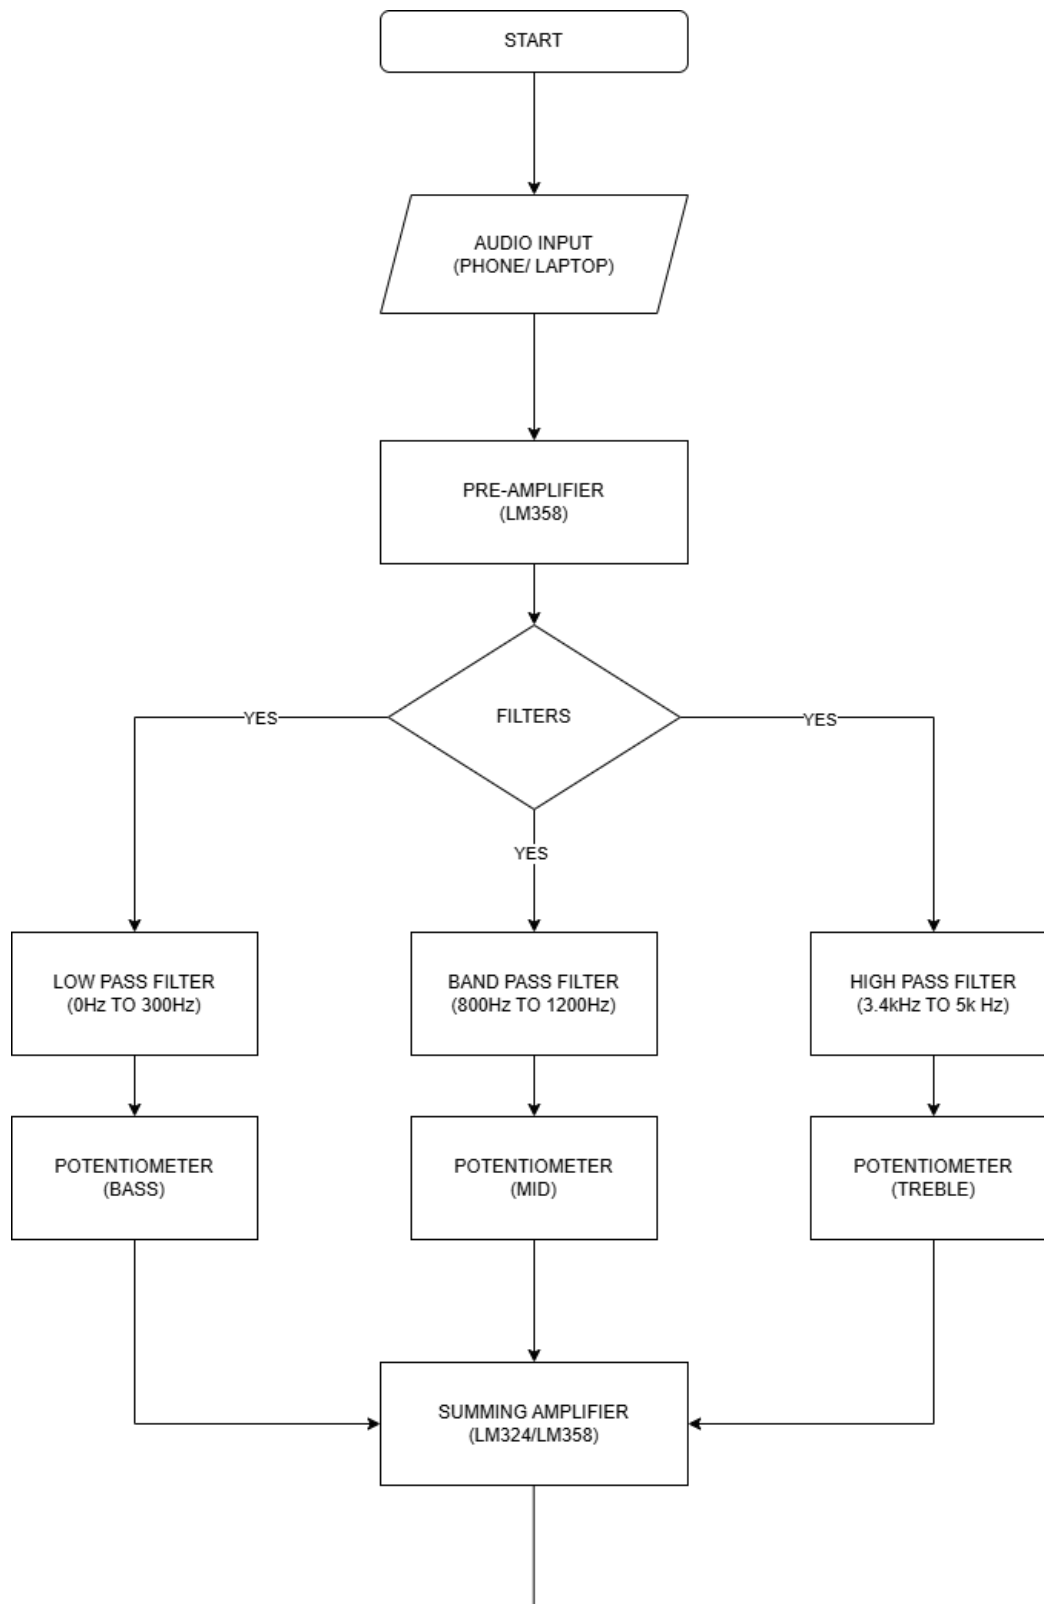 START
AUDIO INPUT
(PHONE/ LAPTOP)
PRE-AMPLIFIER
(LM358)
FILTERS
YES
YES
YES
LOW PASS FILTER
(0Hz TO 300Hz)
BAND PASS FILTER
(800Hz TO 1200Hz)
HIGH PASS FILTER
(3.4kHz TO 5k Hz)
POTENTIOMETER
(BASS)
POTENTIOMETER
(MID)
POTENTIOMETER
(TREBLE)
SUMMING AMPLIFIER
(LM324/LM358)